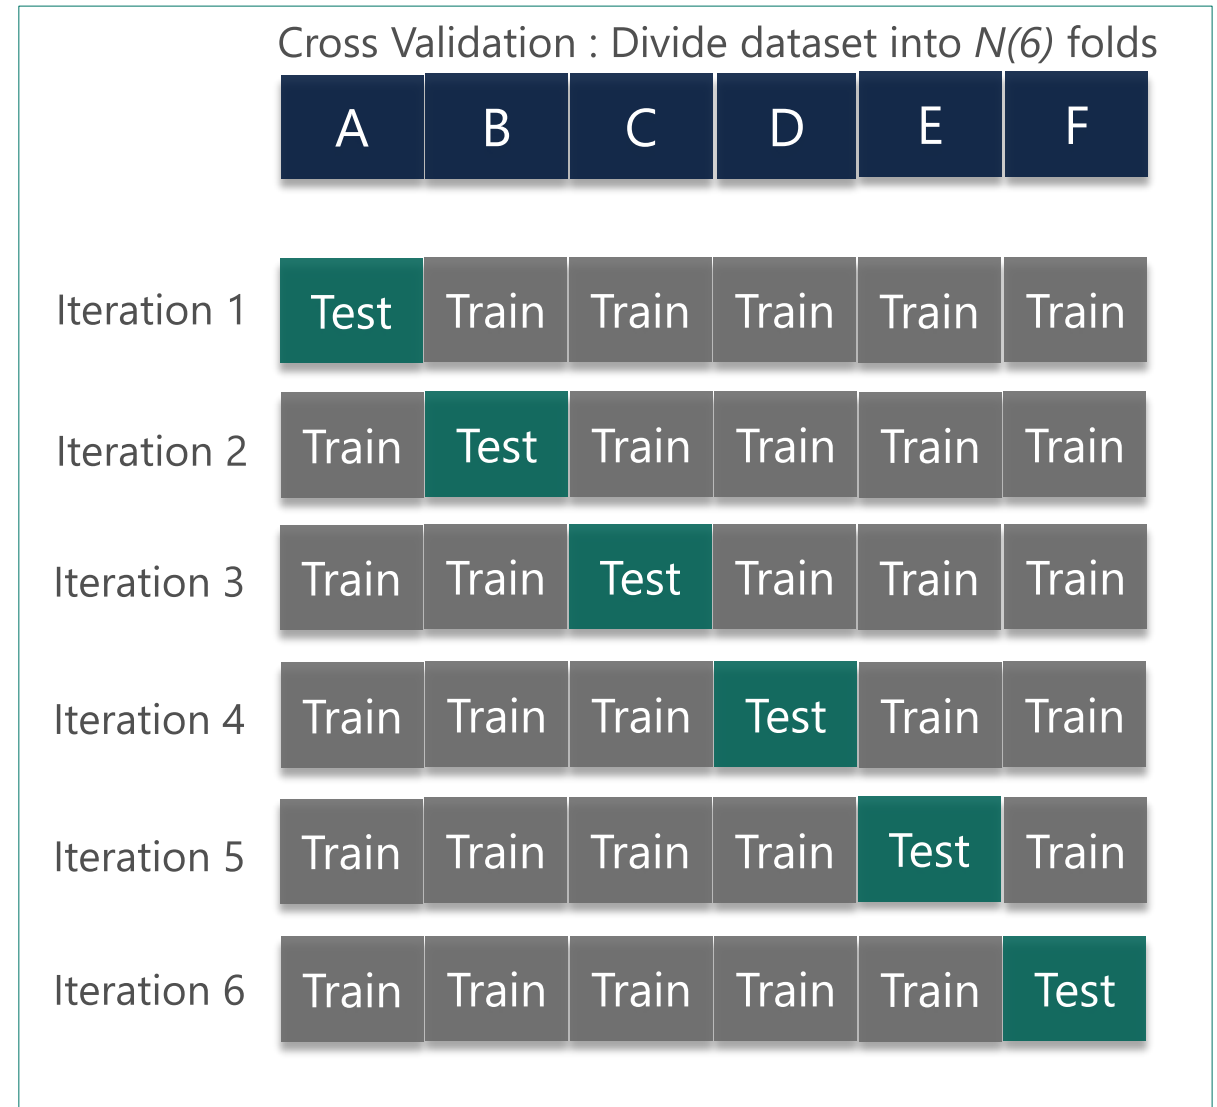 Cross Validation : Divide dataset into N(6) folds
A B C D E F
Iteration 1 Test Train Train Train Train Train
Iteration 2 Train Test Train Train Train Train
Iteration 3 Train Train Test Train Train Train
Iteration 4 Train Train Train Test Train Train
Iteration 5 Train Train Train Train Test Train
Iteration 6 Train Train Train Train Train Test